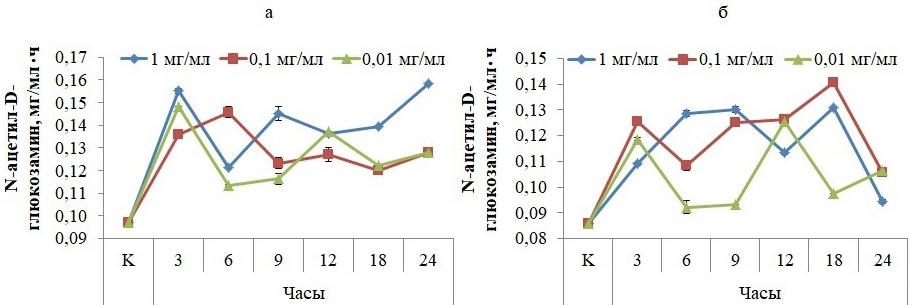 а
N-ацетил-D-
глюкозамин, мг/мл·ч
1 мг/мл 0,1 мг/мл 0,01 мг/мл
0,17
0,16
0,15
0,14
0,13
0,12
0,11
0,10
0,09
К 3 6 9 12 18 24
Часы
б
N-ацетил-D-
глюкозамин, мг/мл·ч
1 мг/мл 0,1 мг/мл 0,01 мг/мл
0,15
0,14
0,13
0,12
0,11
0,10
0,09
0,08
К 3 6 9 12 18 24
Часы